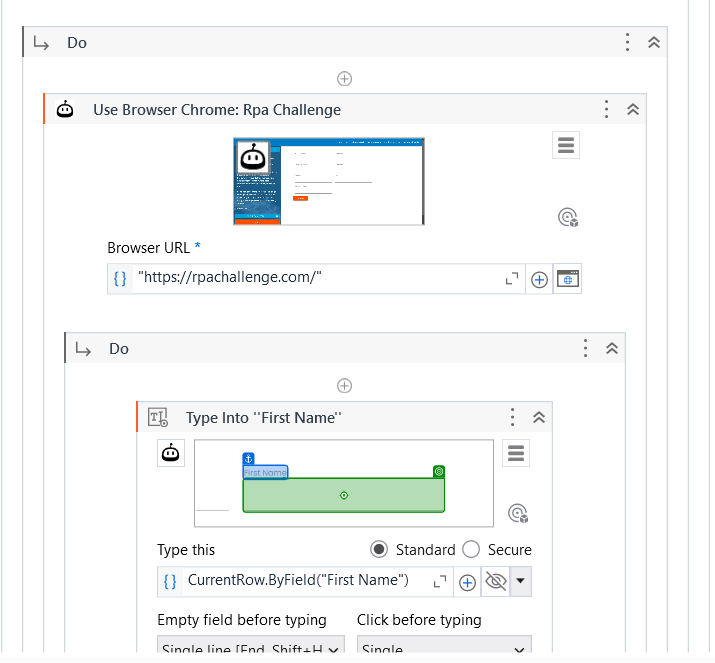 Do
Use Browser Chrome: Rpa Challenge
Browser URL *
"https://rpachallenge.com/"
Do
Type Into ''First Name''
First Name
Type this
Standard
Secure
CurrentRow.ByField("First Name")
Empty field before typing
Click before typing
Single line [End, Shift+H
Single